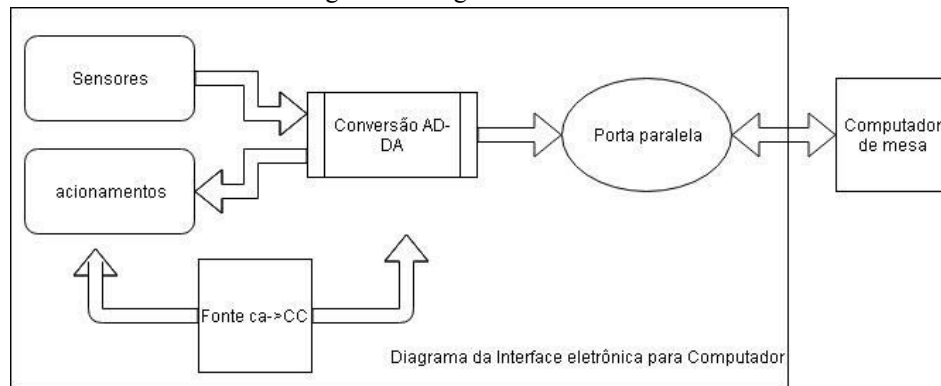 Sensores
Conversão AD-
DA
Porta paralela
Computador
de mesa
acionamentos
Fonte ca->CC
Diagrama da Interface eletrônica para Computador